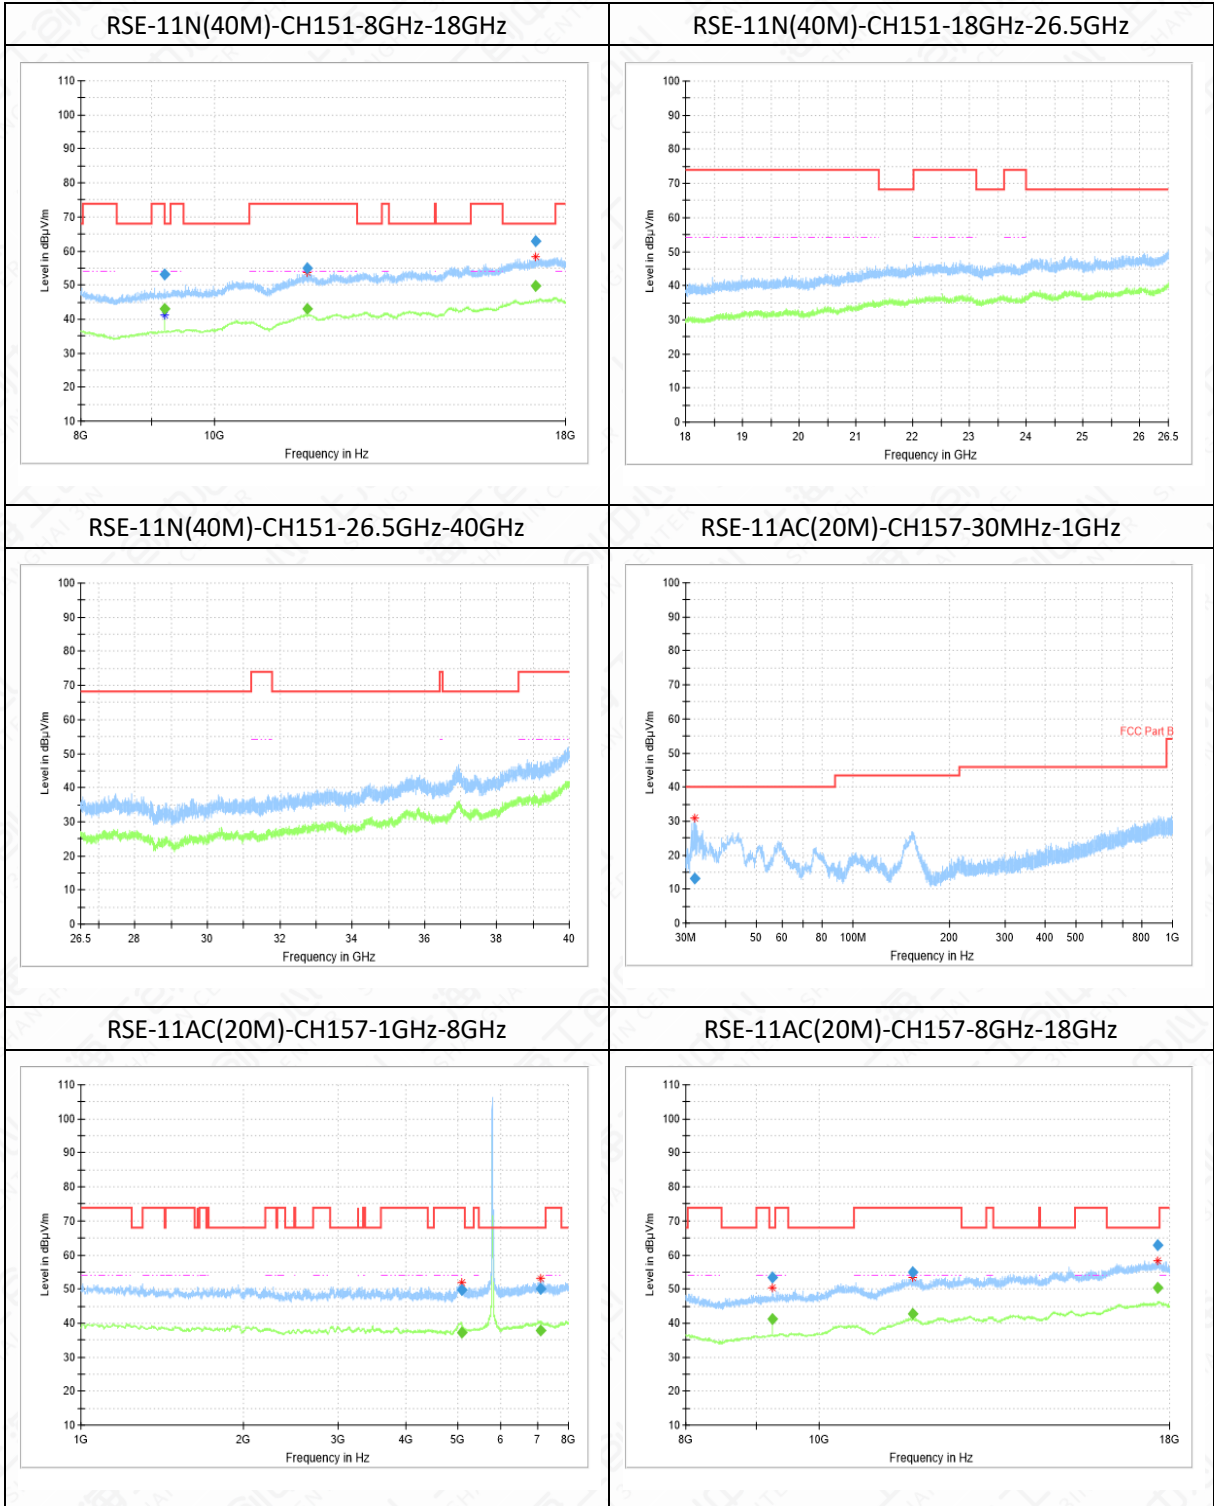 RSE-11N(40M)-CH151-8GHz-18GHz
RSE-11N(40M)-CH151-18GHz-26.5GHz
Level in dBµV/m
110
100
90
80
70
60
50
40
30
20
10
8G
10G
18G
Frequency in Hz
Level in dBµV/m
100
90
80
70
60
50
40
30
20
10
0
18
19
20
21
22
23
24
25
26
26.5
Frequency in GHz
RSE-11N(40M)-CH151-26.5GHz-40GHz
RSE-11AC(20M)-CH157-30MHz-1GHz
Level in dBµV/m
100
90
80
70
60
50
40
30
20
10
0
26.5
28
30
32
34
36
38
40
Frequency in GHz
Level in dBµV/m
100
90
80
70
60
50
40
30
20
10
0
FCC Part B
30M
50
60
80
100M
200
300
400
500
800
1G
Frequency in Hz
RSE-11AC(20M)-CH157-1GHz-8GHz
RSE-11AC(20M)-CH157-8GHz-18GHz
Level in dBµV/m
110
100
90
80
70
60
50
40
30
20
10
1G
2G
3G
4G
5G
6
7
8G
Frequency in Hz
Level in dBµV/m
110
100
90
80
70
60
50
40
30
20
10
8G
10G
18G
Frequency in Hz